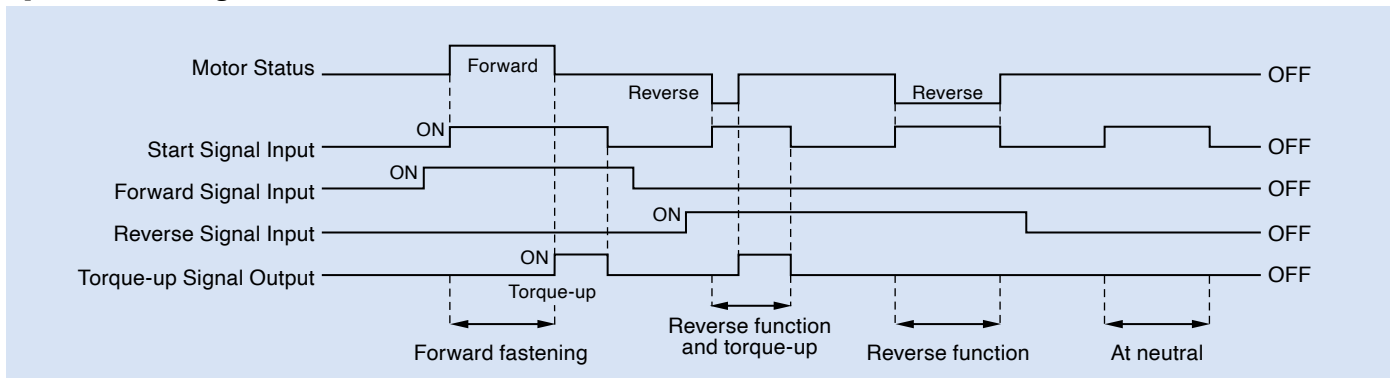 Motor Status
Forward
Reverse
Reverse
OFF
ON
Start Signal Input
OFF
ON
Forward Signal Input
OFF
ON
Reverse Signal Input
OFF
ON
Torque-up Signal Output
OFF
Torque-up
Forward fastening
Reverse function
and torque-up
Reverse function
At neutral